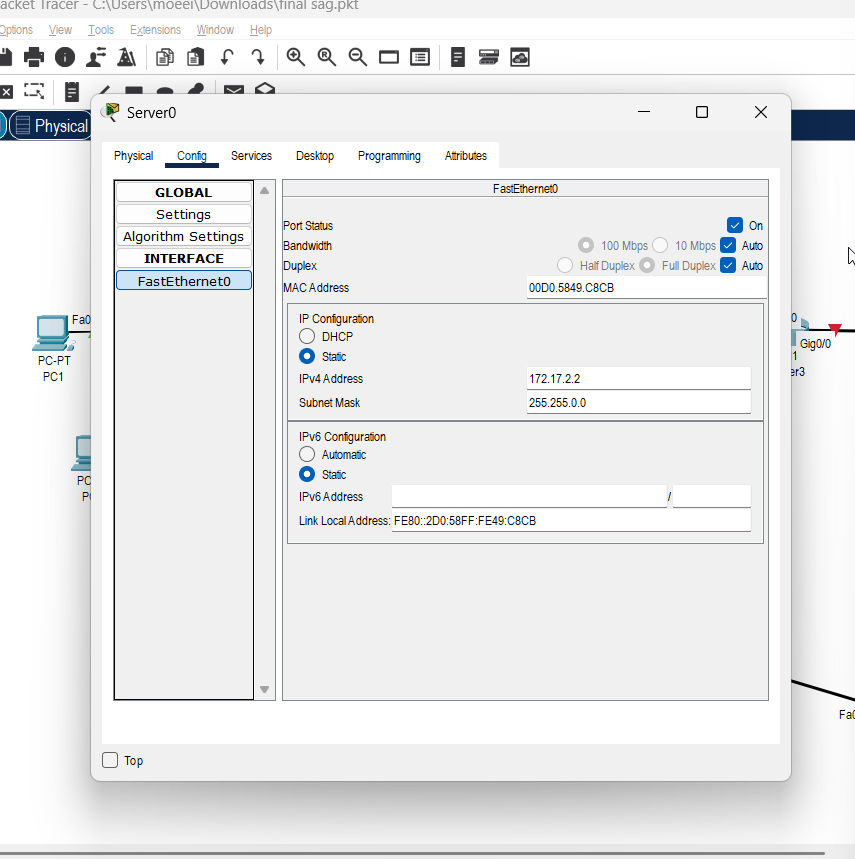 acket Tracer - C:\Users\moeei\Downloads\final sag.pkt
Options View Tools Extensions Window Help
Physical
Server0
Physical Config Services Desktop Programming Attributes
GLOBAL
Settings
Algorithm Settings
INTERFACE
FastEthernet0
FastEthernet0
Port Status On
Bandwidth 100 Mbps 10 Mbps Auto
Duplex Half Duplex Full Duplex Auto
MAC Address 00D0.5849.C8CB
IP Configuration
DHCP
Static
IPv4 Address 172.17.2.2
Subnet Mask 255.255.0.0
IPv6 Configuration
Automatic
Static
IPv6 Address /
Link Local Address: FE80::2D0:58FF:FE49:C8CB
Top
Fa0
PC-PT
PC1
PC
P
0
Gig0/0
1
er3
Fa0